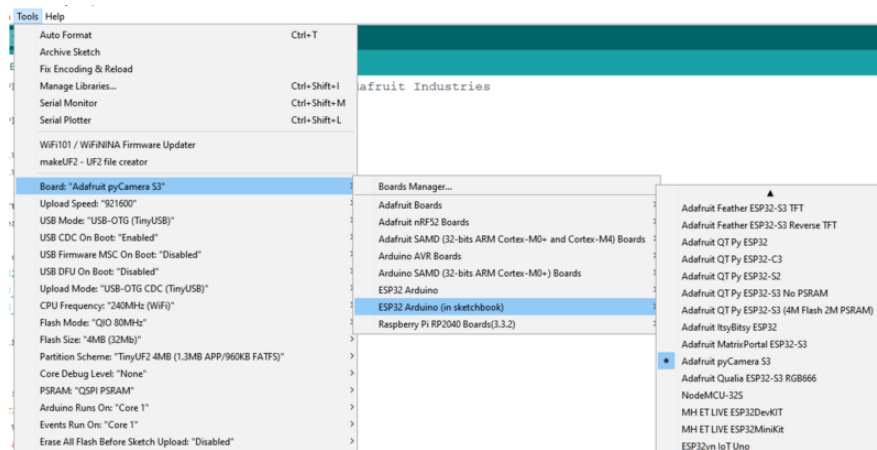 Tools Help
Auto Format Ctrl+T
Archive Sketch
Fix Encoding & Reload
Manage Libraries... Ctrl+Shift+I
Serial Monitor Ctrl+Shift+M
Serial Plotter Ctrl+Shift+L
WiFi101 / WiFiNINA Firmware Updater
makeUF2 - UF2 file creator
Board: "Adafruit pyCamera S3"
Upload Speed: "921600"
USB Mode: "USB-OTG (TinyUSB)"
USB CDC On Boot: "Enabled"
USB Firmware MSC On Boot: "Disabled"
USB DFU On Boot: "Disabled"
Upload Mode: "USB-OTG CDC (TinyUSB)"
CPU Frequency: "240MHz (WiFi)"
Flash Mode: "QIO 80MHz"
Flash Size: "4MB (32Mb)"
Partition Scheme: "TinyUF2 4MB (1.3MB APP/960KB FATFS)"
Core Debug Level: "None"
PSRAM: "QSPI PSRAM"
Arduino Runs On: "Core 1"
Events Run On: "Core 1"
Erase All Flash Before Sketch Upload: "Disabled"
dafruit Industries
Boards Manager...
Adafruit Boards
Adafruit nRF52 Boards
Adafruit SAMD (32-bits ARM Cortex-M0+ and Cortex-M4) Boards
Arduino AVR Boards
Arduino SAMD (32-bits ARM Cortex-M0+) Boards
ESP32 Arduino
ESP32 Arduino (in sketchbook)
Raspberry Pi RP2040 Boards(3.3.2)
Adafruit Feather ESP32-S3 TFT
Adafruit Feather ESP32-S3 Reverse TFT
Adafruit QT Py ESP32
Adafruit QT Py ESP32-C3
Adafruit QT Py ESP32-S2
Adafruit QT Py ESP32-S3 No PSRAM
Adafruit QT Py ESP32-S3 (4M Flash 2M PSRAM)
Adafruit ItsyBitsy ESP32
Adafruit MatrixPortal ESP32-S3
Adafruit pyCamera S3
Adafruit Qualia ESP32-S3 RGB666
NodeMCU-32S
MH ET LIVE ESP32DevKIT
MH ET LIVE ESP32MiniKit
ESP32vn IoT Uno